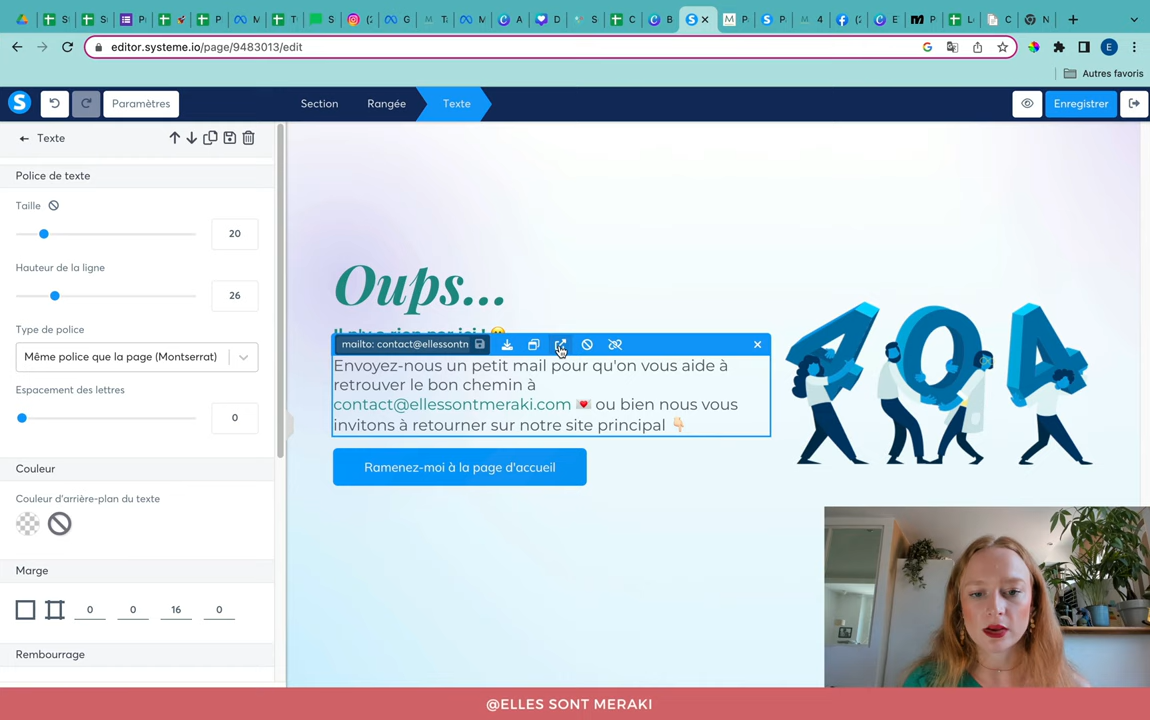 editor.systeme.io/page/9483013/edit
Autres favoris
Paramètres
Section
Rangée
Texte
Enregistrer
Texte
Police de texte
Taille
20
Hauteur de la ligne
26
Type de police
Même police que la page (Montserrat)
Espacement des lettres
0
Couleur
Couleur d'arrière-plan du texte
Marge
0 0 16 0
Rembourrage
Oups...
mailto: contact@ellessontn
Envoyez-nous un petit mail pour qu'on vous aide à
retrouver le bon chemin à
contact@ellessontmeraki.com 💌 ou bien nous vous
invitons à retourner sur notre site principal 👇🏻
Ramenez-moi à la page d'accueil
404
@ELLES SONT MERAKI